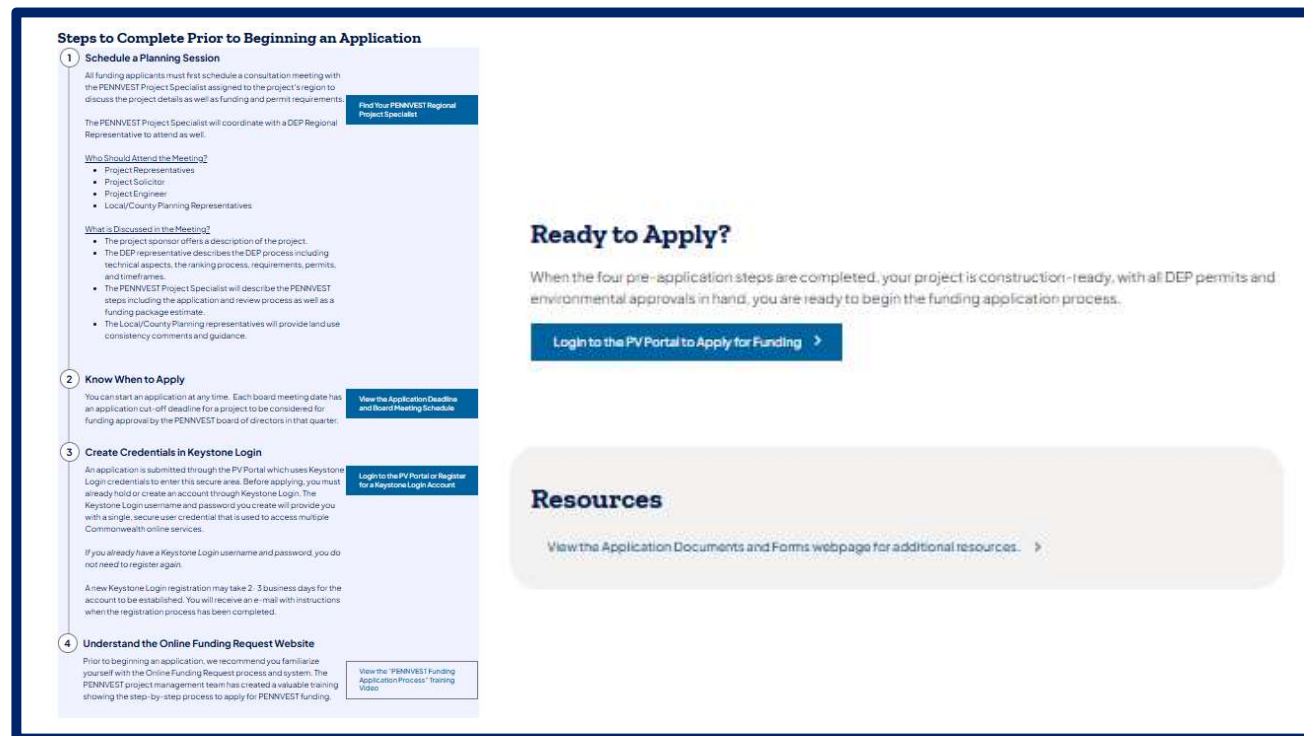 Steps to Complete Prior to Beginning an Application
1
Schedule a Planning Session
All funding applicants must first schedule a consultation meeting with
the PENNVEST Project Specialist assigned to the project's region to
discuss the project details as well as funding and permit requirements.
Find Your PENNVEST Regional
Project Specialist
The PENNVEST Project Specialist will coordinate with a DEP Regional
Representative to attend as well.
Who Should Attend the Meeting?
• Project Representatives
• Project Solicitor
• Project Engineer
• Local/County Planning Representatives
What is Discussed in the Meeting?
• The project sponsor offers a description of the project.
• The DEP representative describes the DEP process including
technical aspects, the ranking process, requirements, permits,
and timeframes.
• The PENNVEST Project Specialist will describe the PENNVEST
steps including the application and review process as well as a
funding package estimate.
• The Local/County Planning representatives will provide land use
consistency comments and guidance.
2
Know When to Apply
You can start an application at any time. Each board meeting date has
an application cut-off deadline for a project to be considered for
funding approval by the PENNVEST board of directors in that quarter.
View the Application Deadline
and Board Meeting Schedule
3
Create Credentials in Keystone Login
An application is submitted through the PV Portal which uses Keystone
Login credentials to enter this secure area. Before applying, you must
already hold or create an account through Keystone Login. The
Keystone Login username and password you create will provide you
with a single, secure user credential that is used to access multiple
Commonwealth online services.
Login to the PV Portal or Register
for a Keystone Login Account
If you already have a Keystone Login username and password, you do
not need to register again.
A new Keystone Login registration may take 2-3 business days for the
account to be established. You will receive an e-mail with instructions
when the registration process has been completed.
4
Understand the Online Funding Request Website
Prior to beginning an application, we recommend you familiarize
yourself with the Online Funding Request process and system. The
PENNVEST project management team has created a valuable training
showing the step-by-step process to apply for PENNVEST funding.
View the "PENNVEST Funding
Application Process" Training
Video
Ready to Apply?
When the four pre-application steps are completed, your project is construction-ready, with all DEP permits and
environmental approvals in hand, you are ready to begin the funding application process.
Login to the PV Portal to Apply for Funding >
Resources
View the Application Documents and Forms webpage for additional resources. >